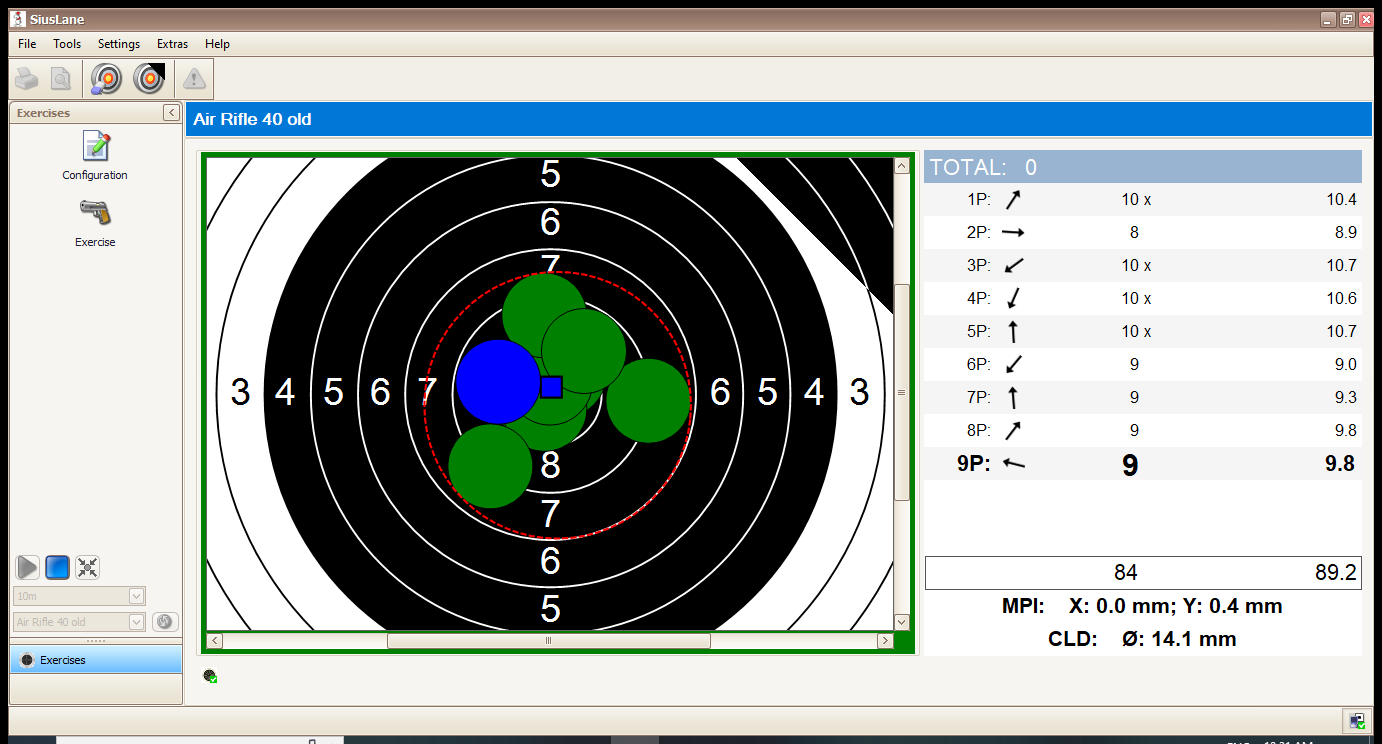 SiusLane
File Tools Settings Extras Help
Exercises
Configuration
Exercise
10m
Air Rifle 40 old
Exercises
Air Rifle 40 old
5
6
7
3 4 5 6 7 6 5 4 3
8
7
6
5
TOTAL: 0
1P: 10 x 10.4
2P: 8 8.9
3P: 10 x 10.7
4P: 10 x 10.6
5P: 10 x 10.7
6P: 9 9.0
7P: 9 9.3
8P: 9 9.8
9P: 9 9.8
84 89.2
MPI: X: 0.0 mm; Y: 0.4 mm
CLD: Ø: 14.1 mm